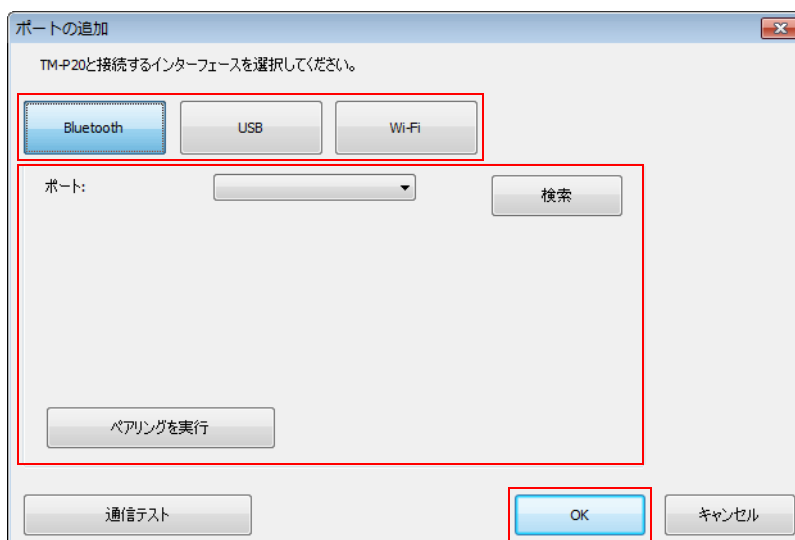 ポートの追加
TM-P20と接続するインターフェースを選択してください。
Bluetooth USB Wi-Fi
ポート: 検索
ペアリングを実行
通信テスト OK キャンセル